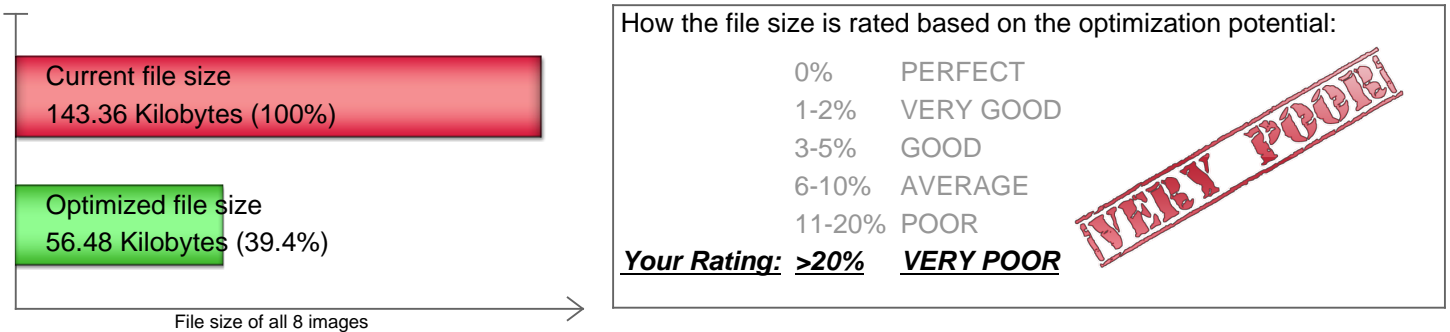 Current file size
143.36 Kilobytes (100%)
Optimized file size
56.48 Kilobytes (39.4%)
File size of all 8 images
How the file size is rated based on the optimization potential:
0% PERFECT
1-2% VERY GOOD
3-5% GOOD
6-10% AVERAGE
11-20% POOR
Your Rating: >20% VERY POOR
VERY POOR